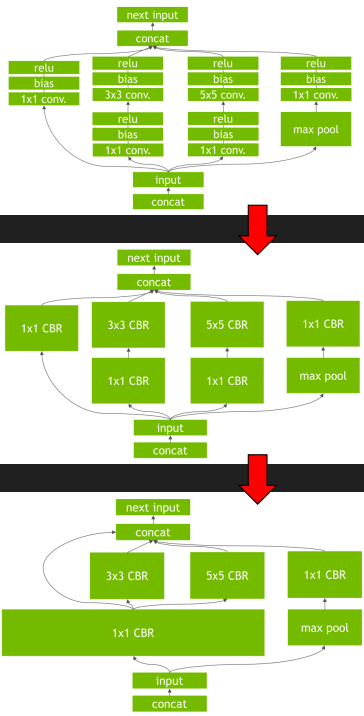 next input
concat
relu
bias
1x1 conv.
relu
bias
3x3 conv.
relu
bias
5x5 conv.
relu
bias
1x1 conv.
relu
bias
1x1 conv.
relu
bias
1x1 conv.
max pool
input
concat
next input
concat
1x1 CBR
3x3 CBR
5x5 CBR
1x1 CBR
1x1 CBR
1x1 CBR
max pool
input
concat
next input
concat
3x3 CBR
5x5 CBR
1x1 CBR
1x1 CBR
max pool
input
concat